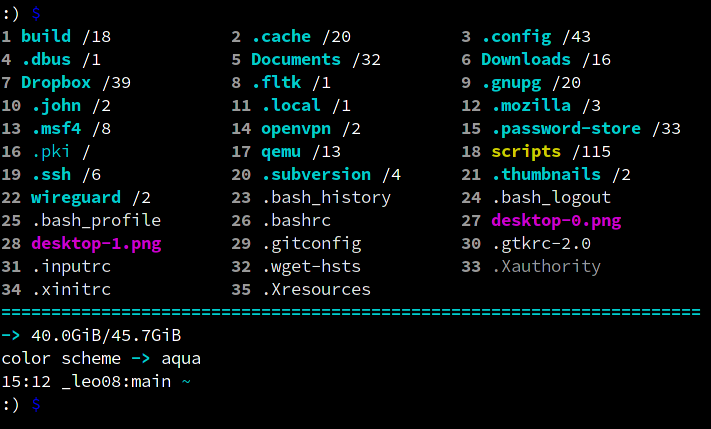 :) $
1 build /18 2 .cache /20 3 .config /43
4 .dbus /1 5 Documents /32 6 Downloads /16
7 Dropbox /39 8 .fltk /1 9 .gnupg /20
10 .john /2 11 .local /1 12 .mozilla /3
13 .msf4 /8 14 openvpn /2 15 .password-store /33
16 .pki / 17 qemu /13 18 scripts /115
19 .ssh /6 20 .subversion /4 21 .thumbnails /2
22 wireguard /2 23 .bash_history 24 .bash_logout
25 .bash_profile 26 .bashrc 27 desktop-0.png
28 desktop-1.png 29 .gitconfig 30 .gtkrc-2.0
31 .inputrc 32 .wget-hsts 33 .Xauthority
34 .xinitrc 35 .Xresources
======================================================================
-> 40.0GiB/45.7GiB
color scheme -> aqua
15:12 _leo08:main ~
:) $